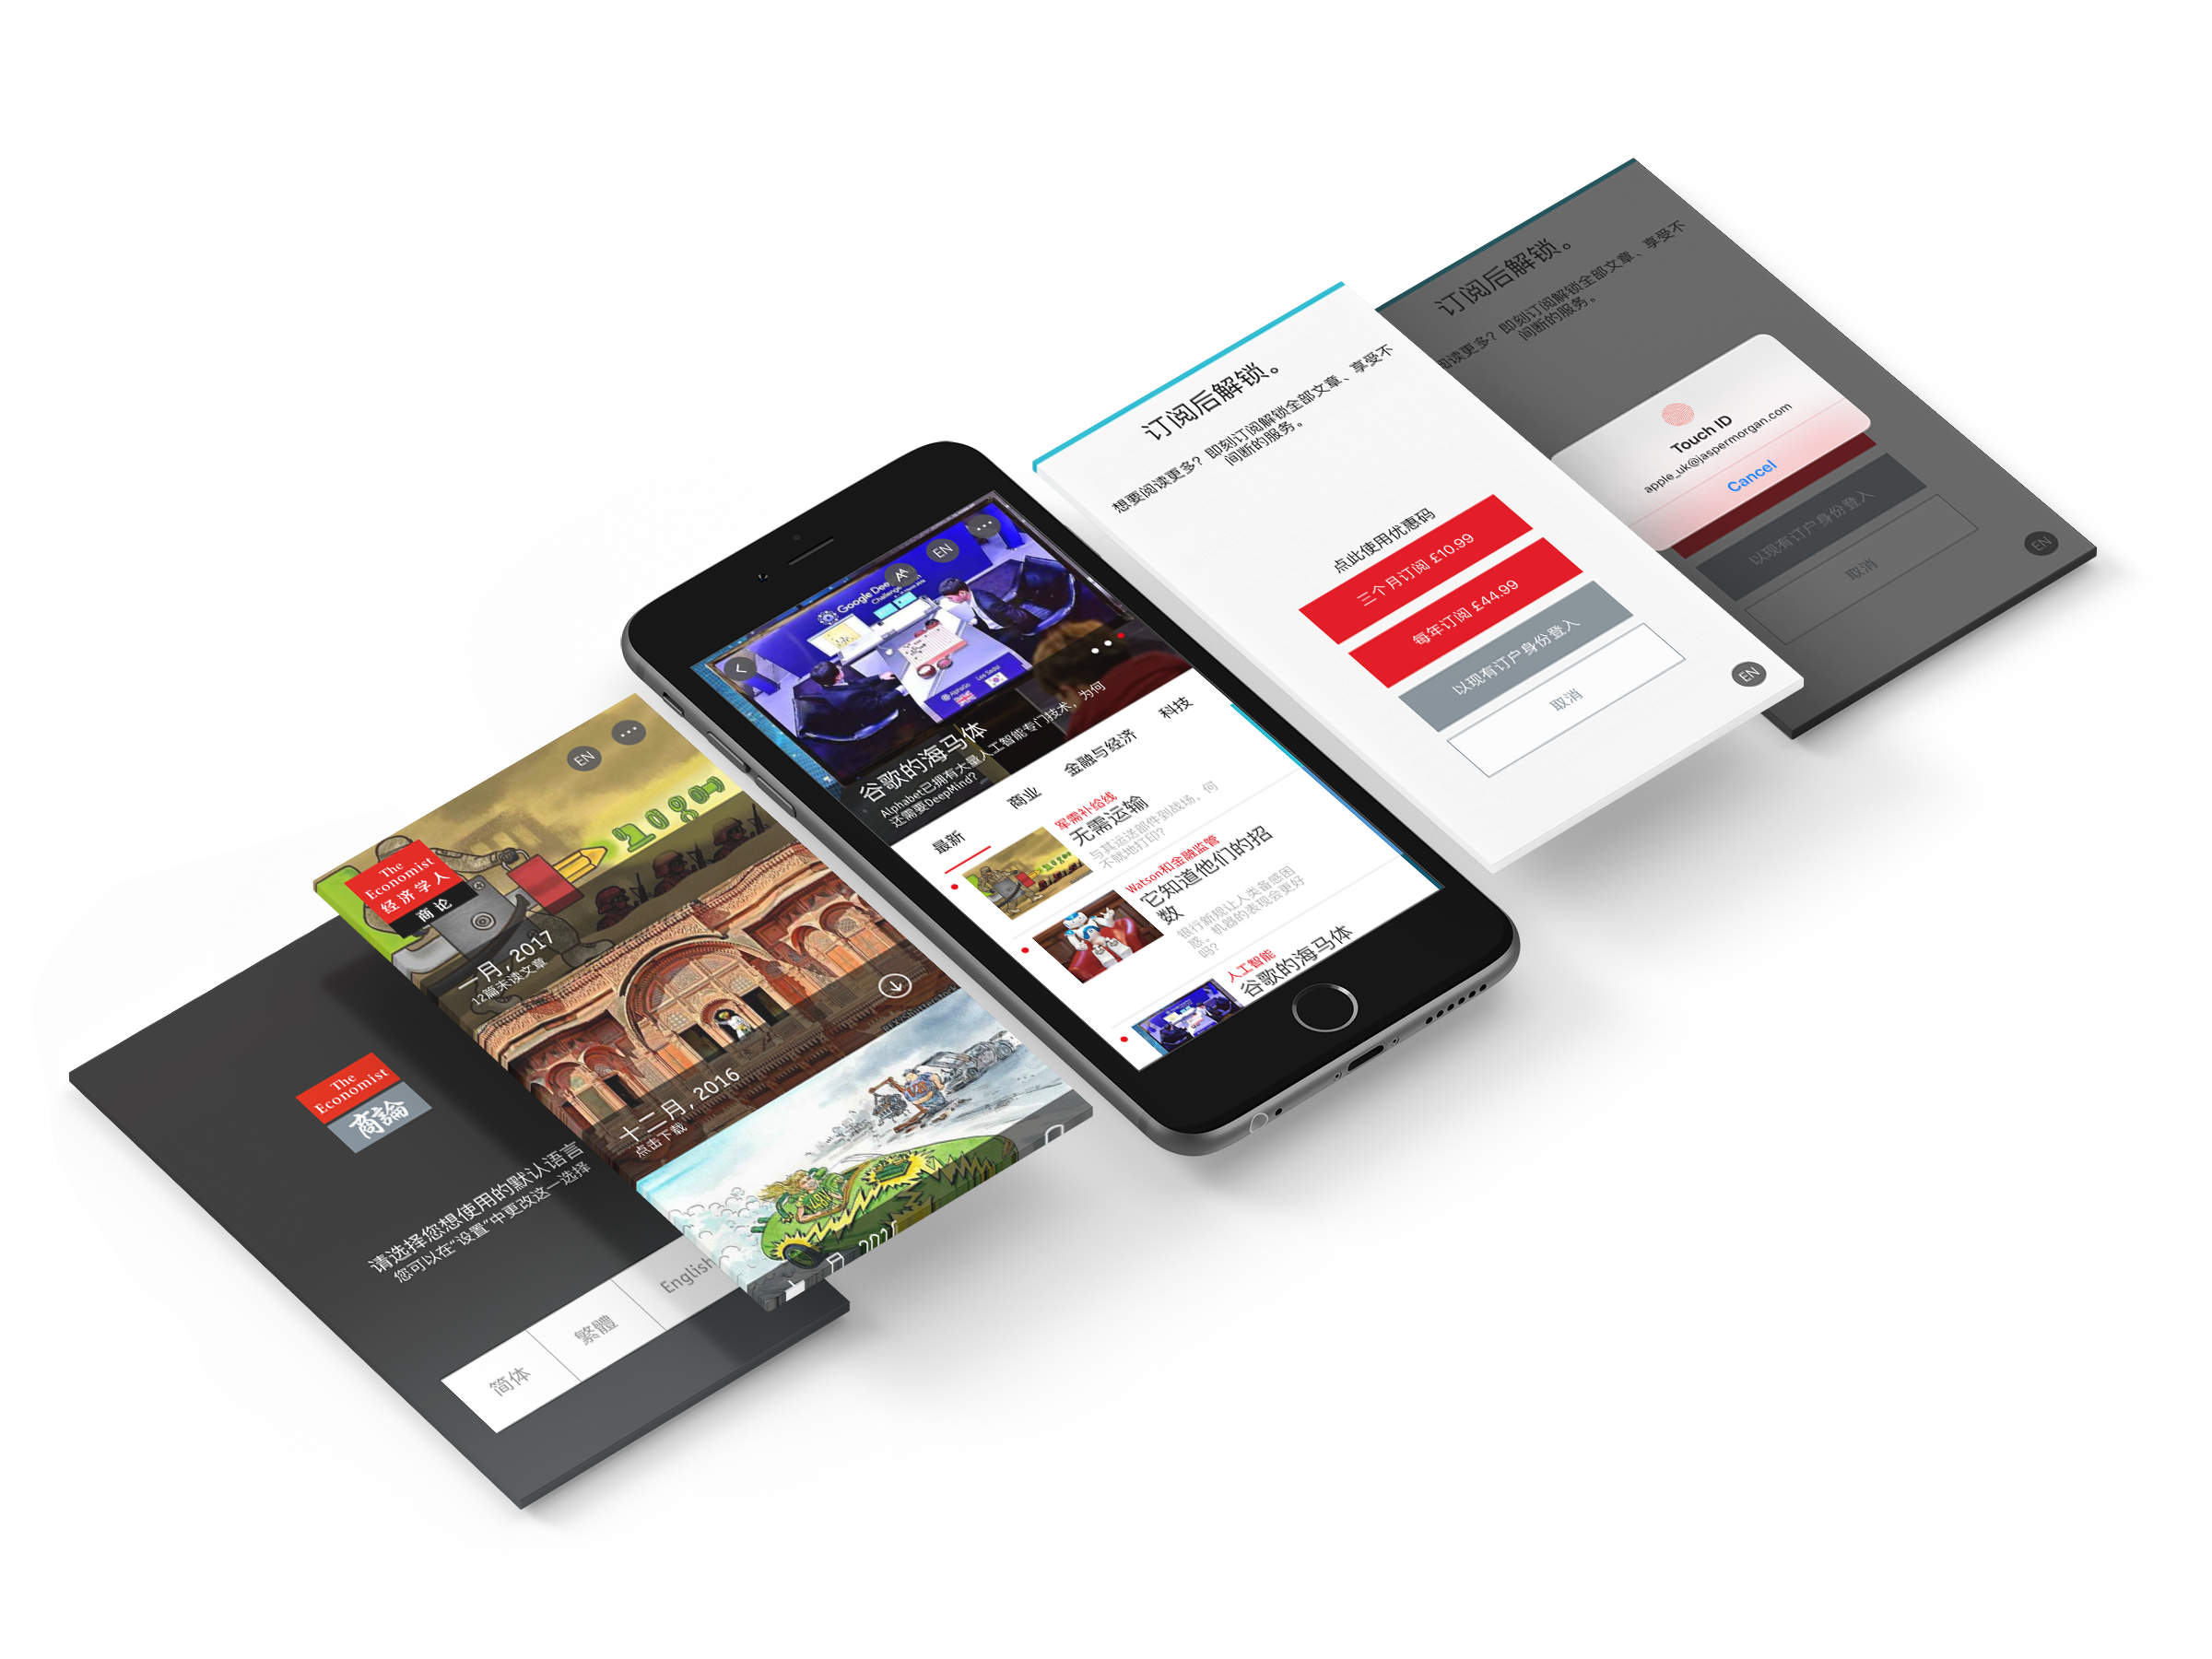 The
Economist
商論
请选择您想使用的默认语言
您可以在“设置”中更改这一选择
简体
繁體
English
EN
The
Economist
经济学人
商论
一月, 2017
12篇未读文章
十二月, 2016
点击下载
EN
Google Dee
Challenge
AlphaGo
Lee Sedol
谷歌的海马体
Alphabet已拥有大量人工智能专门技术，为何
还需要DeepMind?
最新
商业
金融与经济
科技
军需补给线
无需运输
与其运送部件到战场，何
不就地打印？
Watson和金融监管
它知道他们的招
数
银行新规让人类备感困
惑。机器的表现会更好
吗？
人工智能
谷歌的海马体
订阅后解锁。
想要阅读更多？即刻订阅解锁全部文章、享受不
间断的服务。
点此使用优惠码
三个月订阅 £10.99
每年订阅 £44.99
以现有订户身份登入
取消
EN
订阅后解锁。
阅读更多？即刻订阅解锁全部文章、享受不
间断的服务。
Touch ID
apple_uk@jaspermorgan.com
Cancel
以现有订户身份登入
取消
EN